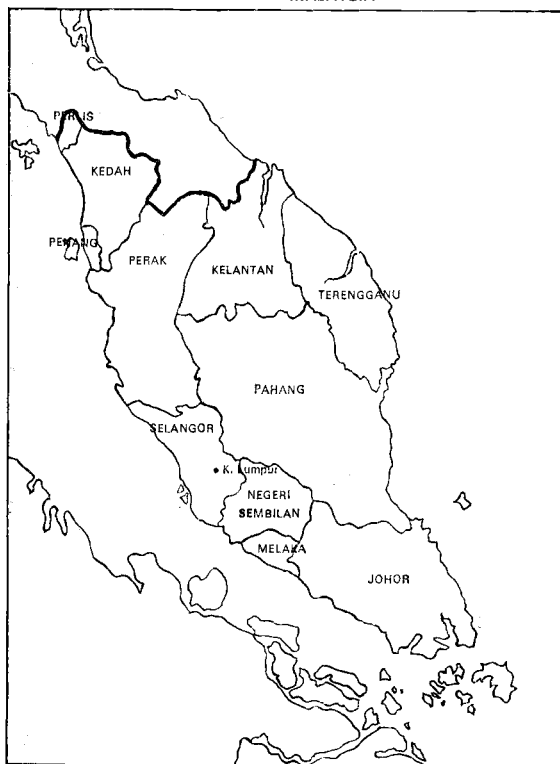 PERLIS
KEDAH
PENANG
PERAK
KELANTAN
TERENGGANU
PAHANG
SELANGOR
K. Lumpur
NEGERI
SEMBILAN
MELAKA
JOHOR